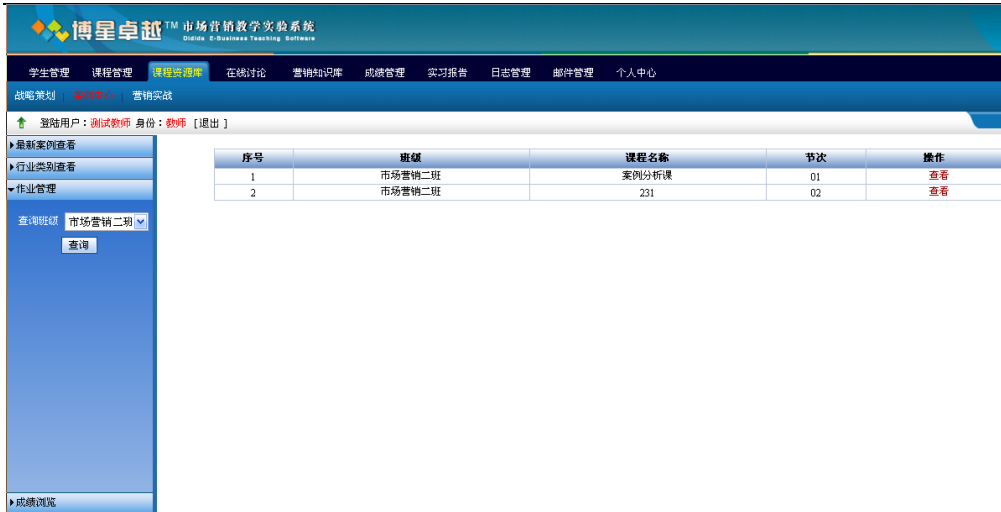 博星卓越 TM 市场营销教学实验系统
Didida E-Business Teaching Software
学生管理 课程管理 课程资源库 在线讨论 营销知识库 成绩管理 实习报告 日志管理 邮件管理 个人中心
战略策划 | 案例中心 | 营销实战
登陆用户：测试教师 身份：教师 [退出 ]
最新案例查看
行业类别查看
作业管理
查询班级 市场营销二班
查询
序号 班级 课程名称 节次 操作
1 市场营销二班 案例分析课 01 查看
2 市场营销二班 231 02 查看
成绩浏览